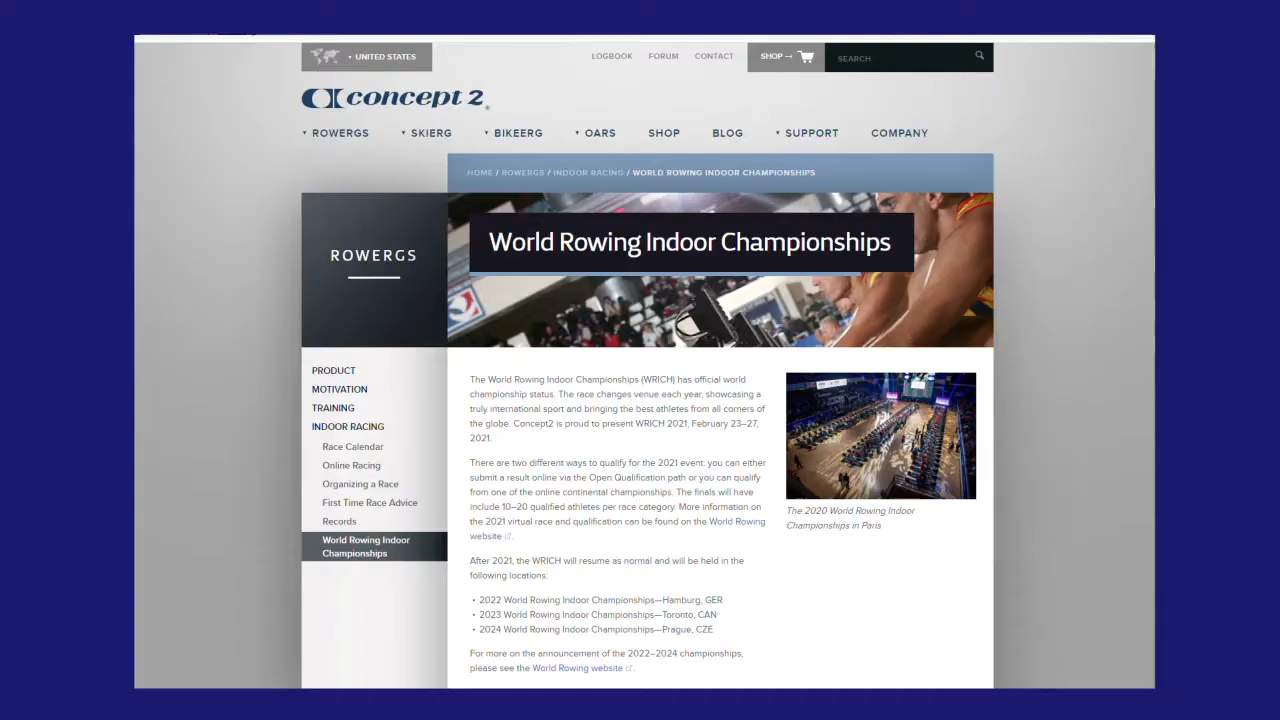 UNITED STATES
LOGBOOK
FORUM
CONTACT
SHOP
SEARCH
concept 2
ROWERGS
SKIERG
BIKEERG
OARS
SHOP
BLOG
SUPPORT
COMPANY
HOME / ROWERGS / INDOOR RACING / WORLD ROWING INDOOR CHAMPIONSHIPS
ROWERGS
World Rowing Indoor Championships
PRODUCT
MOTIVATION
TRAINING
INDOOR RACING
Race Calendar
Online Racing
Organizing a Race
First Time Race Advice
Records
World Rowing Indoor
Championships
The World Rowing Indoor Championships (WRICH) has official world
championship status. The race changes venue each year, showcasing a
truly international sport and bringing the best athletes from all corners of
the globe. Concept2 is proud to present WRICH 2021, February 23–27,
2021.
There are two different ways to qualify for the 2021 event: you can either
submit a result online via the Open Qualification path or you can qualify
from one of the online continental championships. The finals will have
include 10–20 qualified athletes per race category. More information on
the 2021 virtual race and qualification can be found on the World Rowing
website.
After 2021, the WRICH will resume as normal and will be held in the
following locations:
• 2022 World Rowing Indoor Championships—Hamburg, GER
• 2023 World Rowing Indoor Championships—Toronto, CAN
• 2024 World Rowing Indoor Championships—Prague, CZE
For more on the announcement of the 2022–2024 championships,
please see the World Rowing website.
The 2020 World Rowing Indoor
Championships in Paris